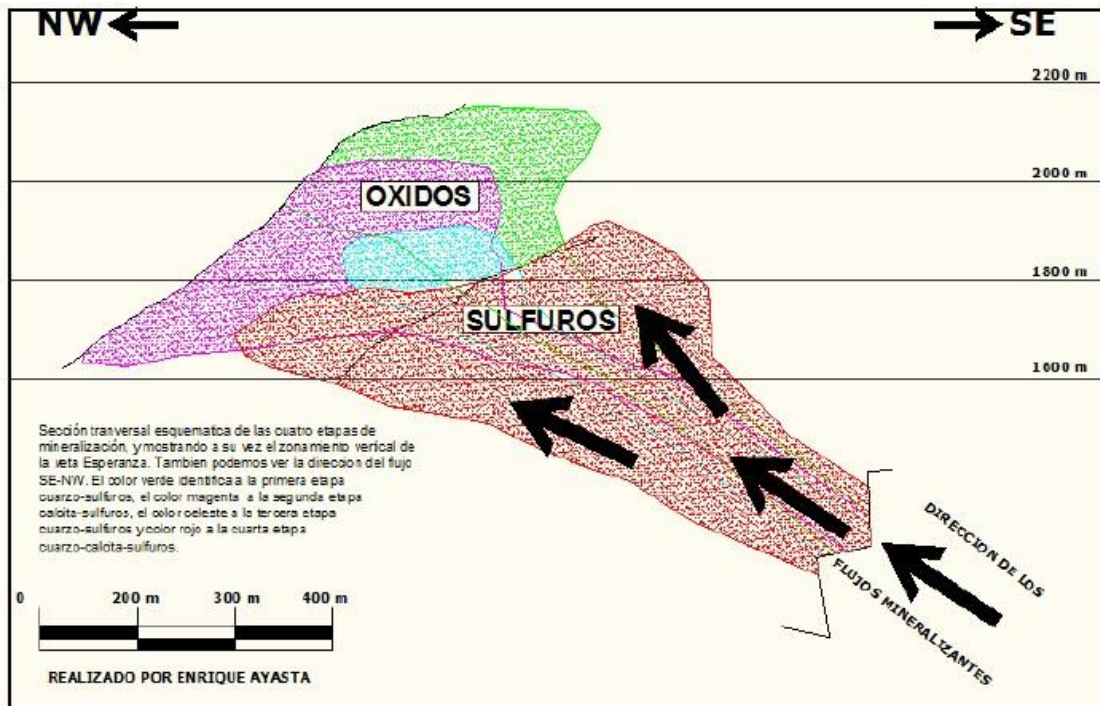 NW
SE
2200 m
2000 m
OXIDOS
1800 m
SULFUROS
1600 m
Sección tranversal esquematica de las cuatro etapas de
mineralización, y mostrando a su vez el zonamiento vertical de
la veta Esperanza. Tambien podemos ver la direccion del flujo
SE-NW. El color verde identifica a la primera etapa
cuarzo-sulfuros, el color magenta a la segunda etapa
calcita-sulfuros, el color celeste a la tercera etapa
cuarzo-sulfuros y color rojo a la cuarta etapa
cuarzo-calcita-sulfuros.
DIRECCION DE LOS
FLUJOS MINERALIZANTES
0 200 m 300 m 400 m
REALIZADO POR ENRIQUE AYASTA